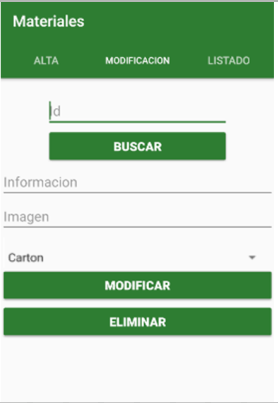 Materiales
ALTA MODIFICACION LISTADO
Id
BUSCAR
Informacion
Imagen
Carton
MODIFICAR
ELIMINAR